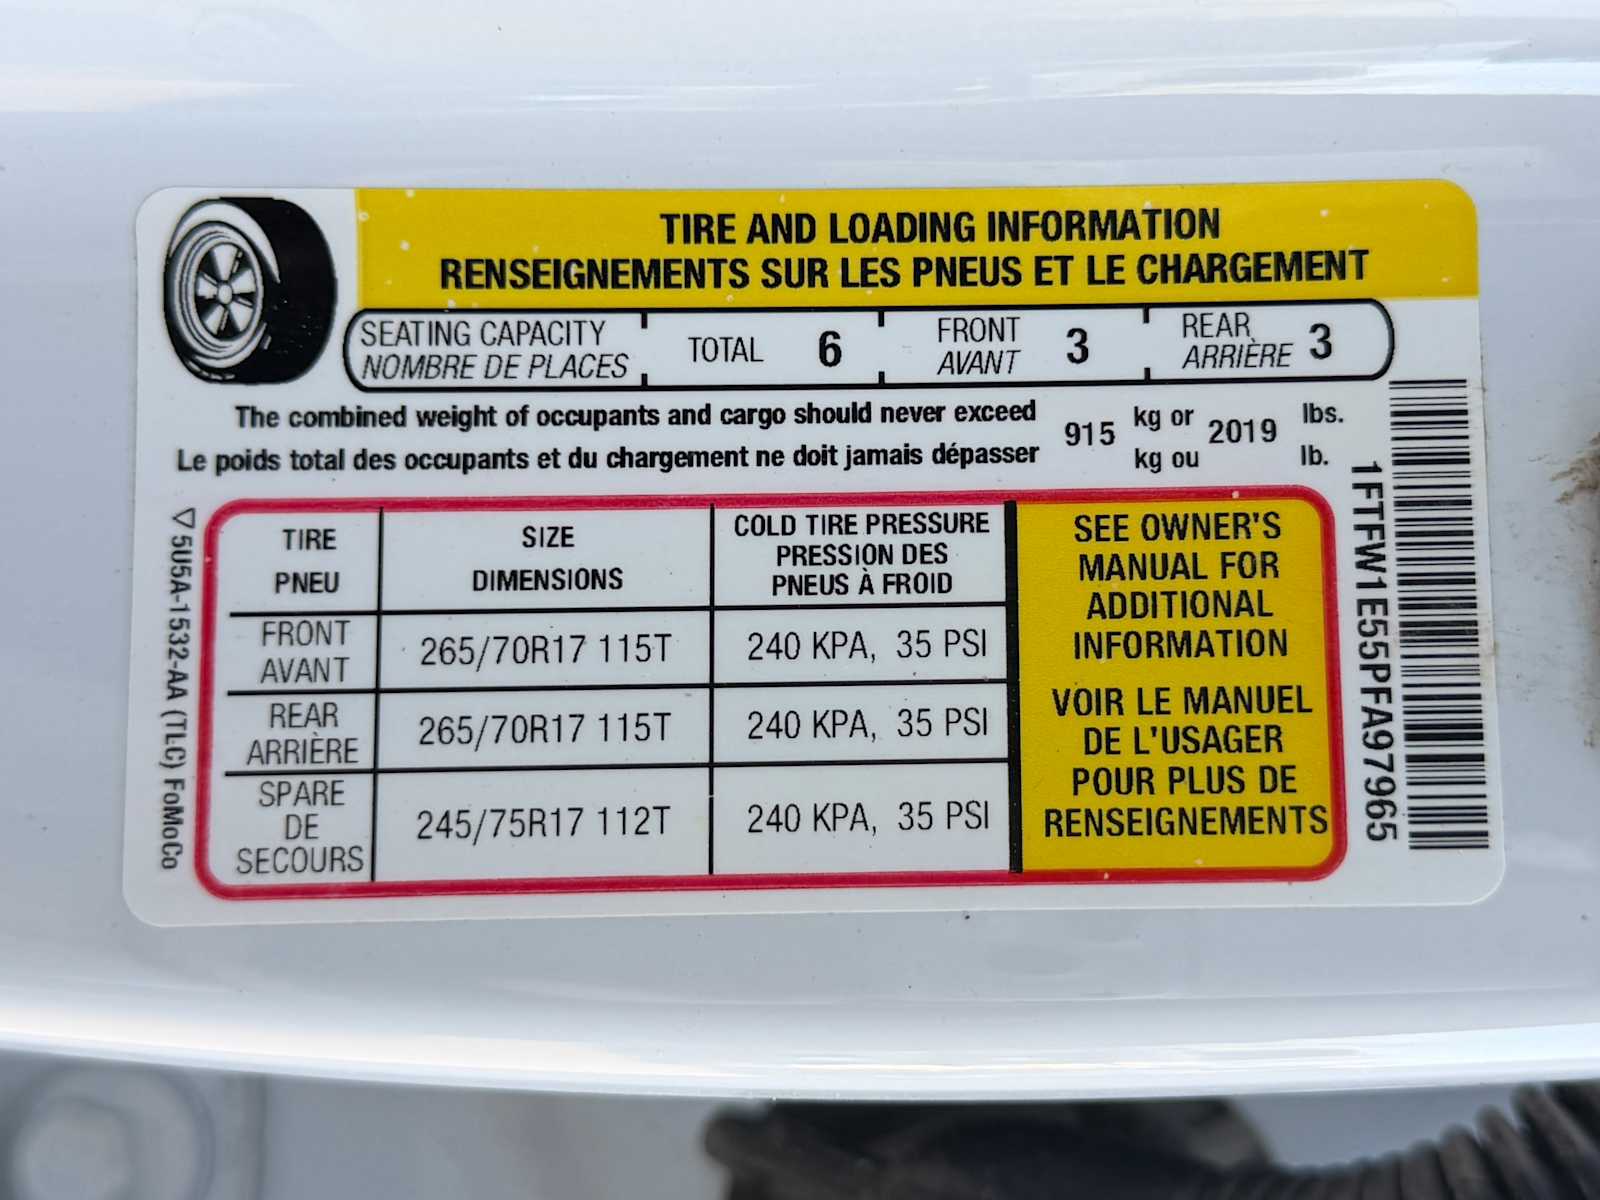 TIRE AND LOADING INFORMATION
RENSEIGNEMENTS SUR LES PNEUS ET LE CHARGEMENT
SEATING CAPACITY
NOMBRE DE PLACES
TOTAL 6
FRONT
AVANT
3
REAR
ARRIÈRE
3
The combined weight of occupants and cargo should never exceed
Le poids total des occupants et du chargement ne doit jamais dépasser
915
kg or
kg ou
2019
lbs.
lb.
TIRE
PNEU
SIZE
DIMENSIONS
COLD TIRE PRESSURE
PRESSION DES
PNEUS À FROID
FRONT
AVANT
265/70R17 115T
240 KPA, 35 PSI
REAR
ARRIÈRE
265/70R17 115T
240 KPA, 35 PSI
SPARE
DE
SECOURS
245/75R17 112T
240 KPA, 35 PSI
SEE OWNER'S
MANUAL FOR
ADDITIONAL
INFORMATION
VOIR LE MANUEL
DE L'USAGER
POUR PLUS DE
RENSEIGNEMENTS
5U5A-1532-AA (TLC) FoMoCo
1FTFW1E55PFA97965